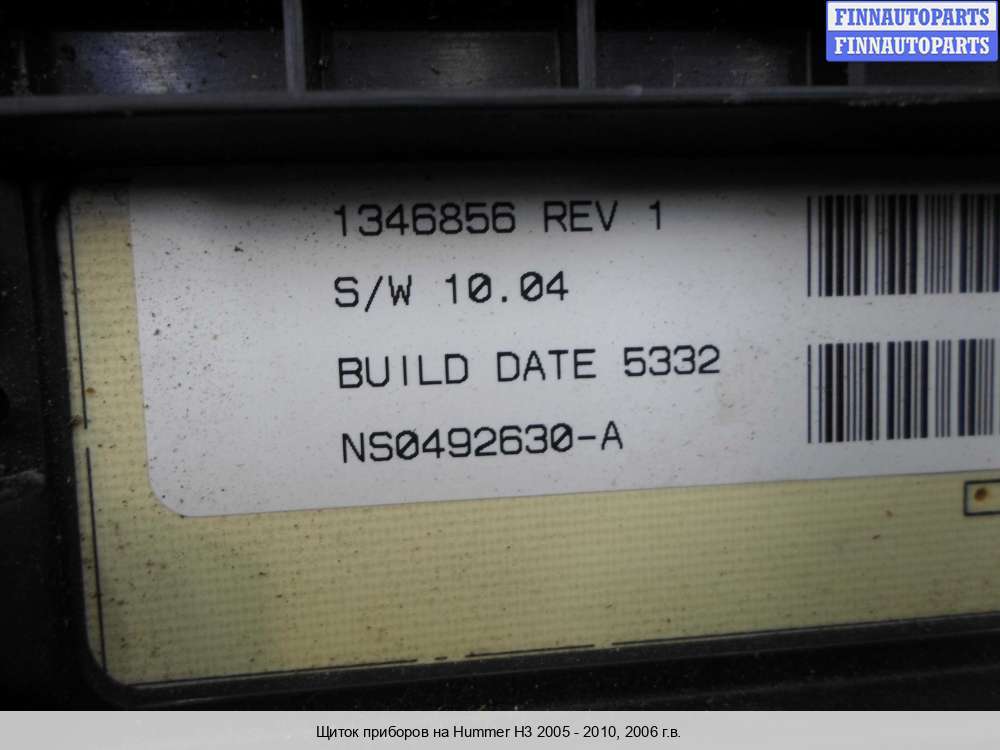 FINNAUTOPARTS
FINNAUTOPARTS
1346856 REV 1
S/W 10.04
BUILD DATE 5332
NS0492630-A
Щиток приборов на Hummer H3 2005 - 2010, 2006 г.в.